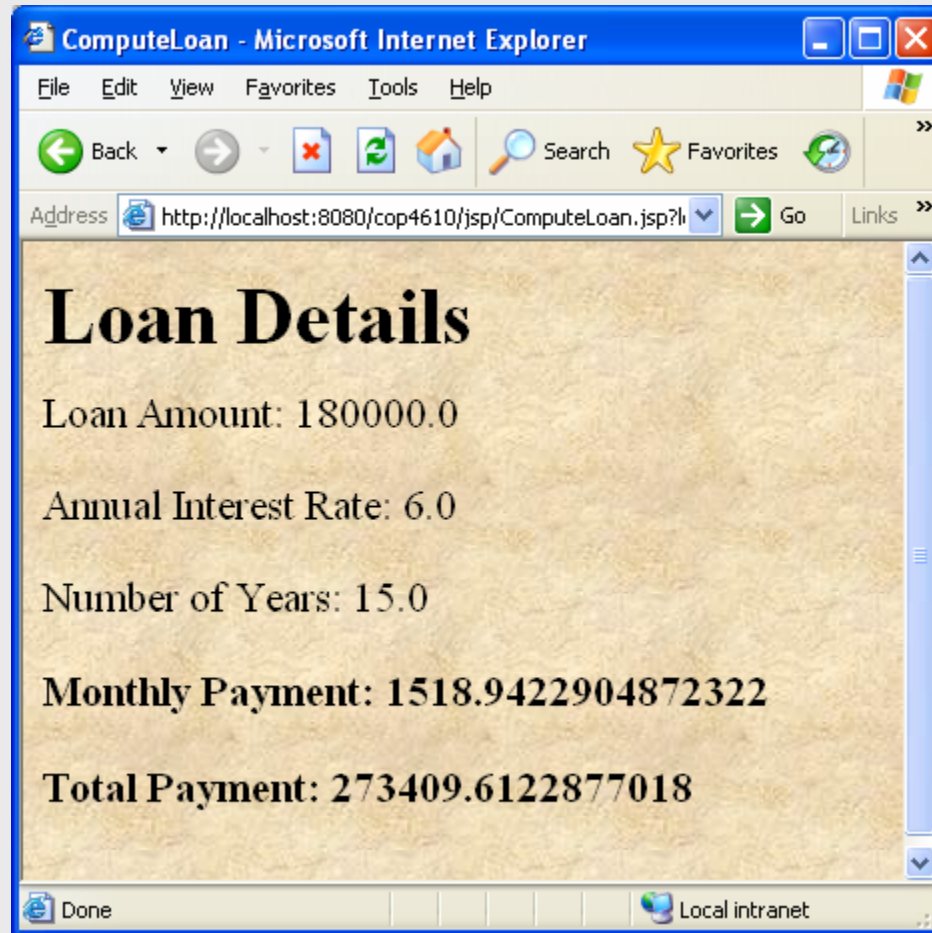 ComputeLoan - Microsoft Internet Explorer
File Edit View Favorites Tools Help
Back Search Favorites »
Address http://localhost:8080/cop4610/jsp/ComputeLoan.jsp?l Go Links »
Loan Details
Loan Amount: 180000.0
Annual Interest Rate: 6.0
Number of Years: 15.0
Monthly Payment: 1518.9422904872322
Total Payment: 273409.6122877018
Done Local intranet